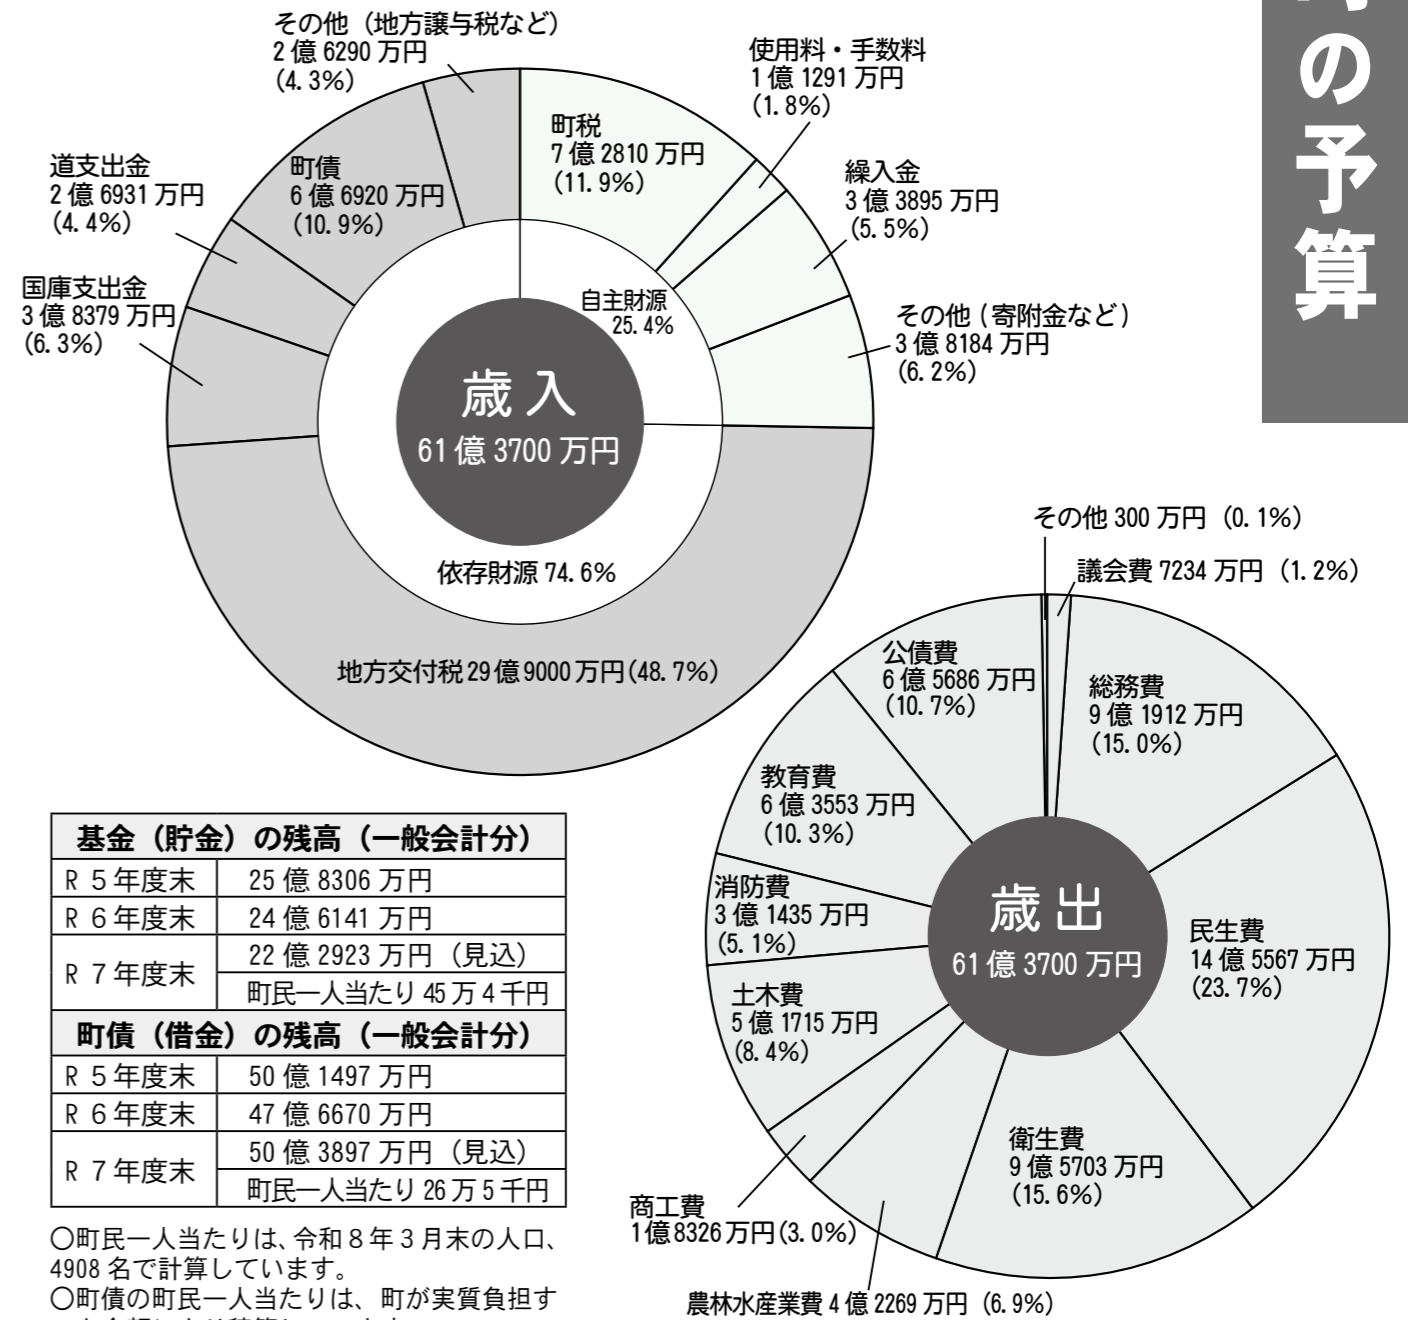 の予算
その他（地方譲与税など）
2億6290万円
(4.3%)
使用料・手数料
1億1291万円
(1.8%)
町税
7億2810万円
(11.9%)
繰入金
3億3895万円
(5.5%)
道支出金
2億6931万円
(4.4%)
町債
6億6920万円
(10.9%)
国庫支出金
3億8379万円
(6.3%)
その他(寄附金など)
3億8184万円
(6.2%)
自主財源
25.4%
歳入
61億3700万円
依存財源74.6%
地方交付税29億9000万円(48.7%)
その他300万円（0.1%）
議会費7234万円（1.2%）
公債費
6億5686万円
(10.7%)
総務費
9億1912万円
(15.0%)
教育費
6億3553万円
(10.3%)
消防費
3億1435万円
(5.1%)
歳出
61億3700万円
民生費
14億5567万円
(23.7%)
土木費
5億1715万円
(8.4%)
衛生費
9億5703万円
(15.6%)
商工費
1億8326万円(3.0%)
農林水産業費4億2269万円（6.9%）
基金（貯金）の残高（一般会計分）
R５年度末 25億8306万円
R６年度末 24億6141万円
R７年度末 22億2923万円（見込）
町民一人当たり45万4千円
町債（借金）の残高（一般会計分）
R５年度末 50億1497万円
R６年度末 47億6670万円
R７年度末 50億3897万円（見込）
町民一人当たり26万5千円
〇町民一人当たりは、令和８年３月末の人口、
4908名で計算しています。
〇町債の町民一人当たりは、町が実質負担す